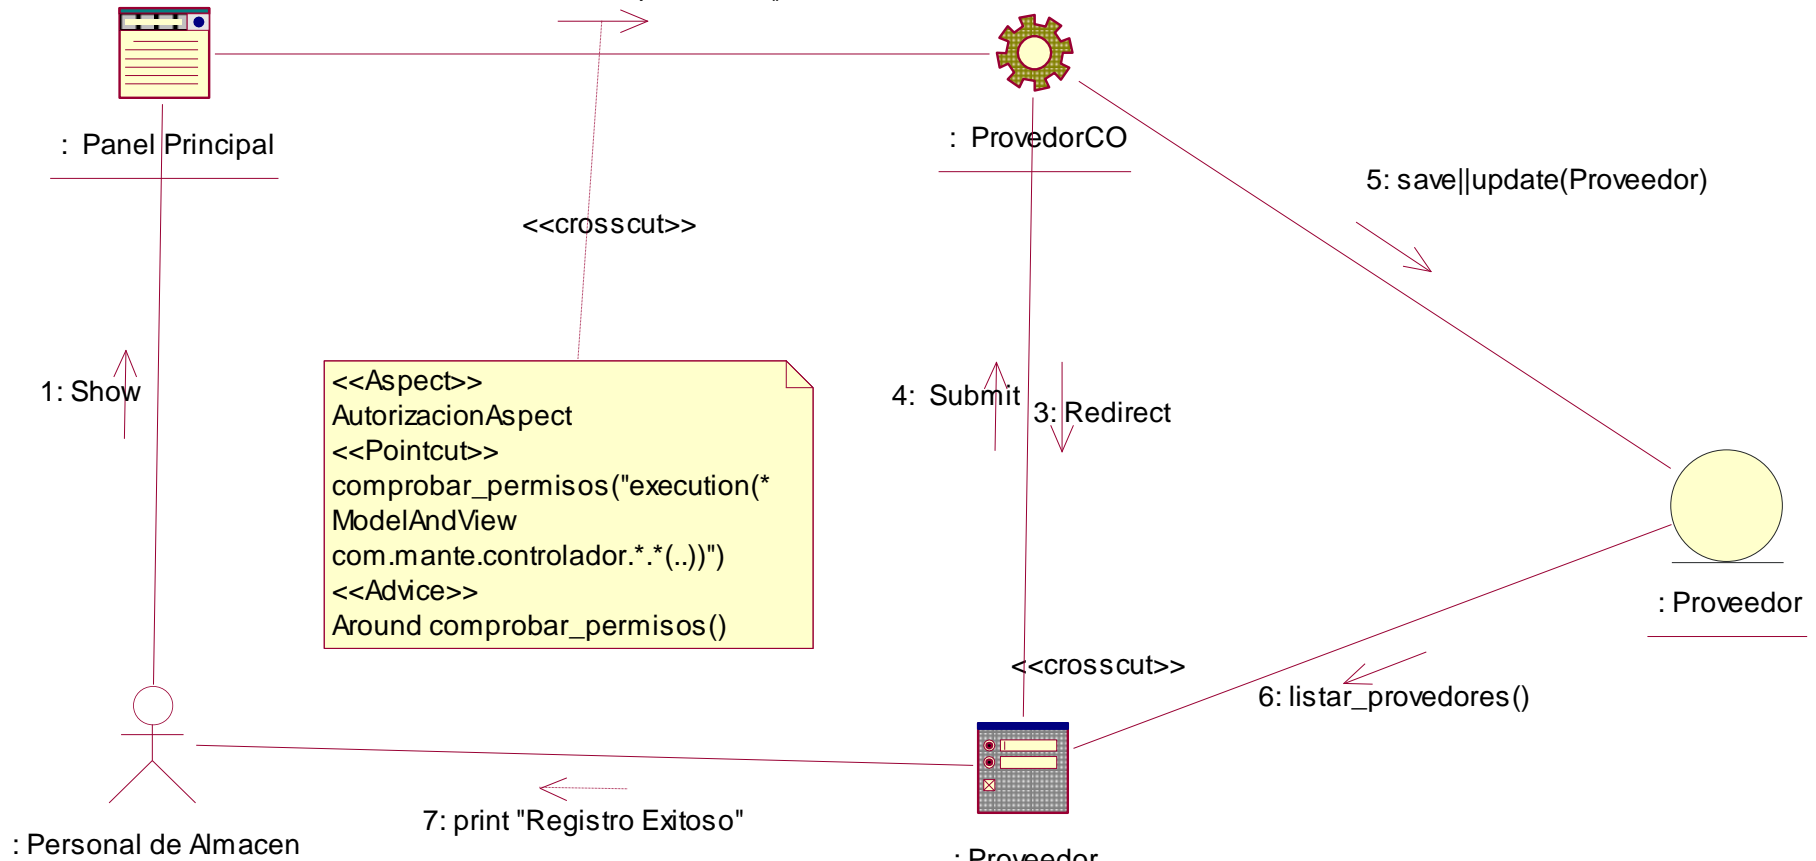 : Panel Principal
: ProvedorCO
5: save||update(Proveedor)
<<crosscut>>
1: Show
<<Aspect>>
AutorizacionAspect
<<Pointcut>>
comprobar_permisos("execution(*
ModelAndView
com.mante.controlador.*.*(..))")
<<Advice>>
Around comprobar_permisos()
4: Submit
3: Redirect
: Proveedor
<<crosscut>>
6: listar_provedores()
7: print "Registro Exitoso"
: Personal de Almacen
: Proveedor